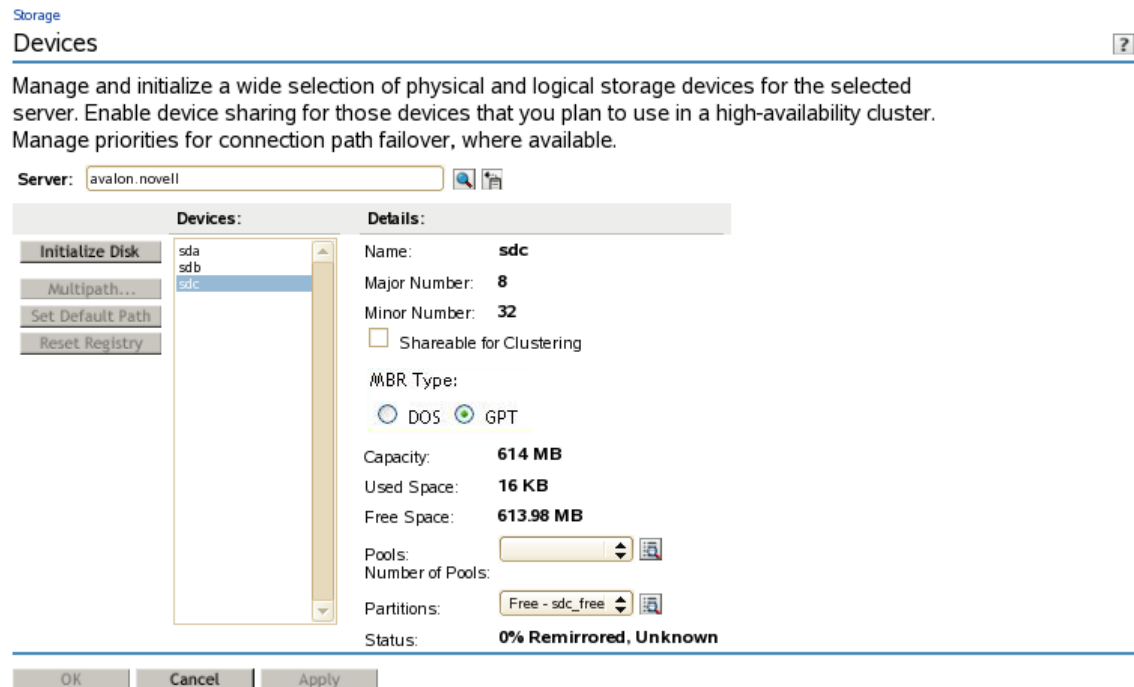 Storage
Devices
?
Manage and initialize a wide selection of physical and logical storage devices for the selected
server. Enable device sharing for those devices that you plan to use in a high-availability cluster.
Manage priorities for connection path failover, where available.
Server: avalon.novell
Devices: Details:
Initialize Disk
Multipath...
Set Default Path
Reset Registry
sda
sdb
sdc
Name: sdc
Major Number: 8
Minor Number: 32
Shareable for Clustering
MBR Type:
DOS GPT
Capacity: 614 MB
Used Space: 16 KB
Free Space: 613.98 MB
Pools:
Number of Pools:
Partitions: Free - sdc_free
Status: 0% Remirrored, Unknown
OK Cancel Apply